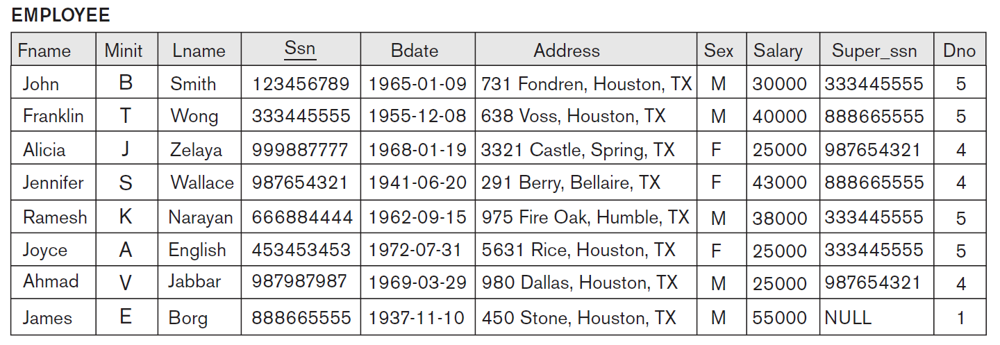 EMPLOYEE
Fname Minit Lname Ssn Bdate Address Sex Salary Super_ssn Dno
John B Smith 123456789 1965-01-09 731 Fondren, Houston, TX M 30000 333445555 5
Franklin T Wong 333445555 1955-12-08 638 Voss, Houston, TX M 40000 888665555 5
Alicia J Zelaya 999887777 1968-01-19 3321 Castle, Spring, TX F 25000 987654321 4
Jennifer S Wallace 987654321 1941-06-20 291 Berry, Bellaire, TX F 43000 888665555 4
Ramesh K Narayan 666884444 1962-09-15 975 Fire Oak, Humble, TX M 38000 333445555 5
Joyce A English 453453453 1972-07-31 5631 Rice, Houston, TX F 25000 333445555 5
Ahmad V Jabbar 987987987 1969-03-29 980 Dallas, Houston, TX M 25000 987654321 4
James E Borg 888665555 1937-11-10 450 Stone, Houston, TX M 55000 NULL 1